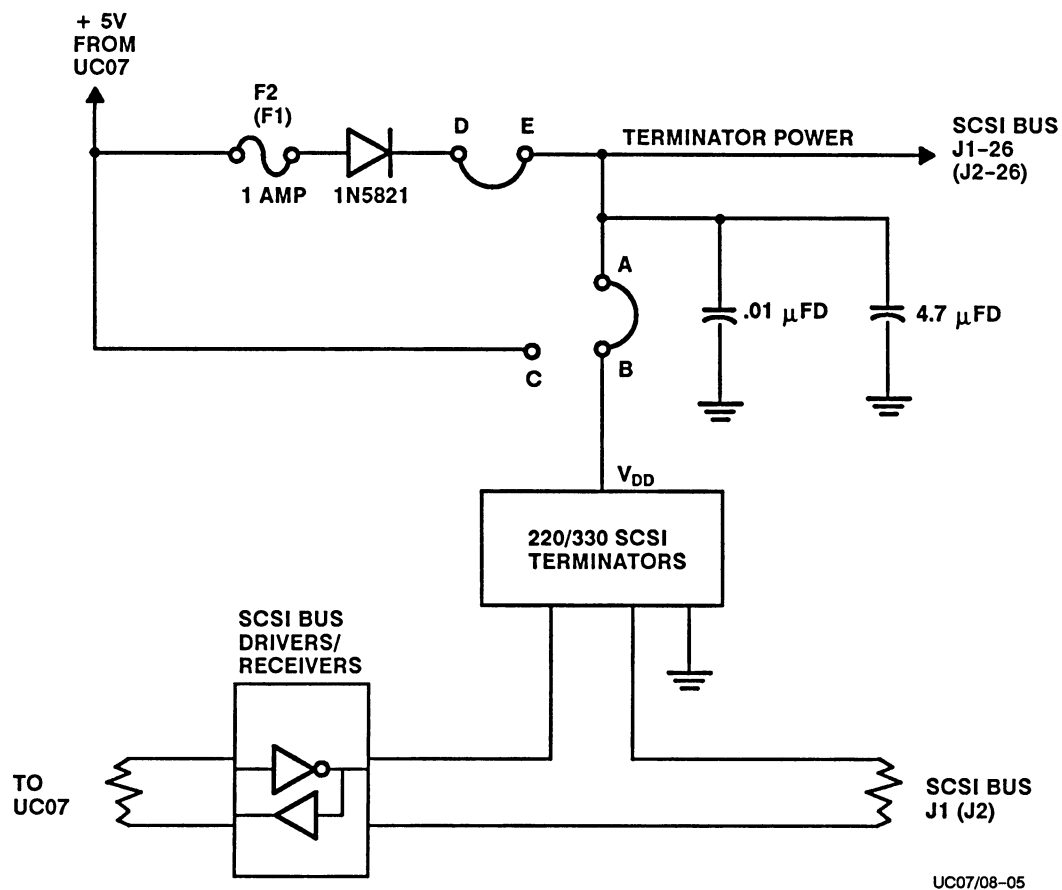 + 5V
FROM
UC07
F2
(F1)
1 AMP
1N5821
D
E
TERMINATOR POWER
SCSI BUS
J1-26
(J2-26)
A
B
C
.01 μFD
4.7 μFD
VDD
220/330 SCSI
TERMINATORS
SCSI BUS
DRIVERS/
RECEIVERS
TO
UC07
SCSI BUS
J1 (J2)
UC07/08-05